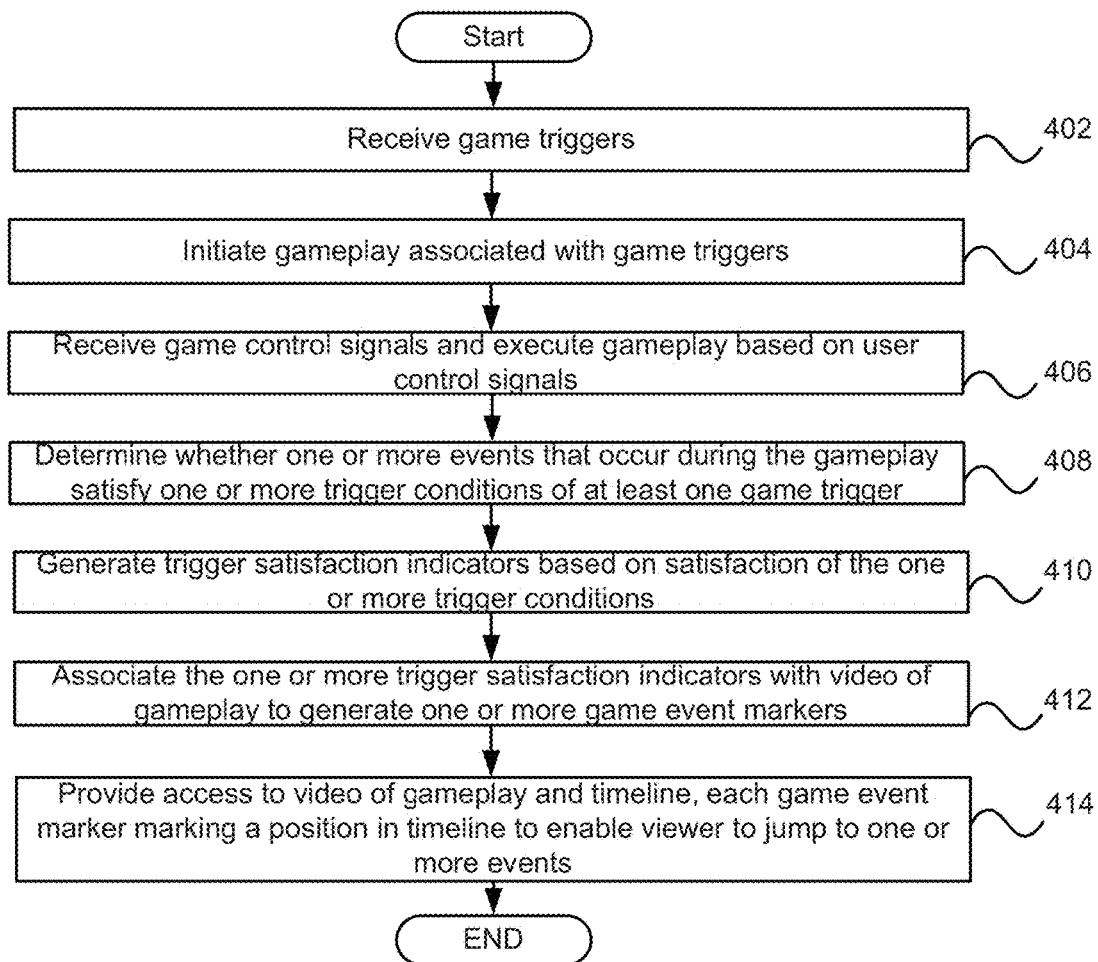 Start
Receive game triggers
402
Initiate gameplay associated with game triggers
404
Receive game control signals and execute gameplay based on user
control signals
406
Determine whether one or more events that occur during the gameplay
satisfy one or more trigger conditions of at least one game trigger
408
Generate trigger satisfaction indicators based on satisfaction of the one
or more trigger conditions
410
Associate the one or more trigger satisfaction indicators with video of
gameplay to generate one or more game event markers
412
Provide access to video of gameplay and timeline, each game event
marker marking a position in timeline to enable viewer to jump to one or
more events
414
END